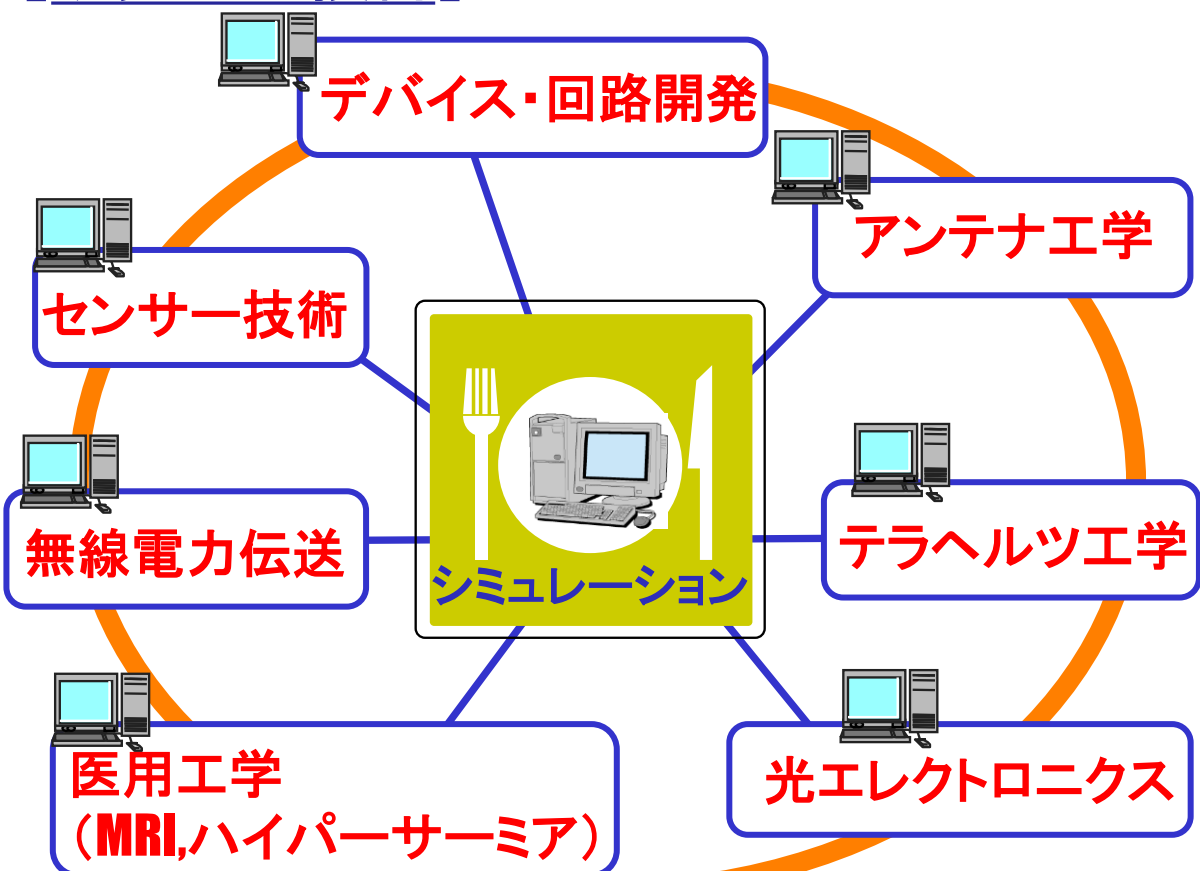 デバイス・回路開発
アンテナ工学
センサー技術
シミュレーション
無線電力伝送
テラヘルツ工学
医用工学
（MRI,ハイパーサーミア）
光エレクトロニクス